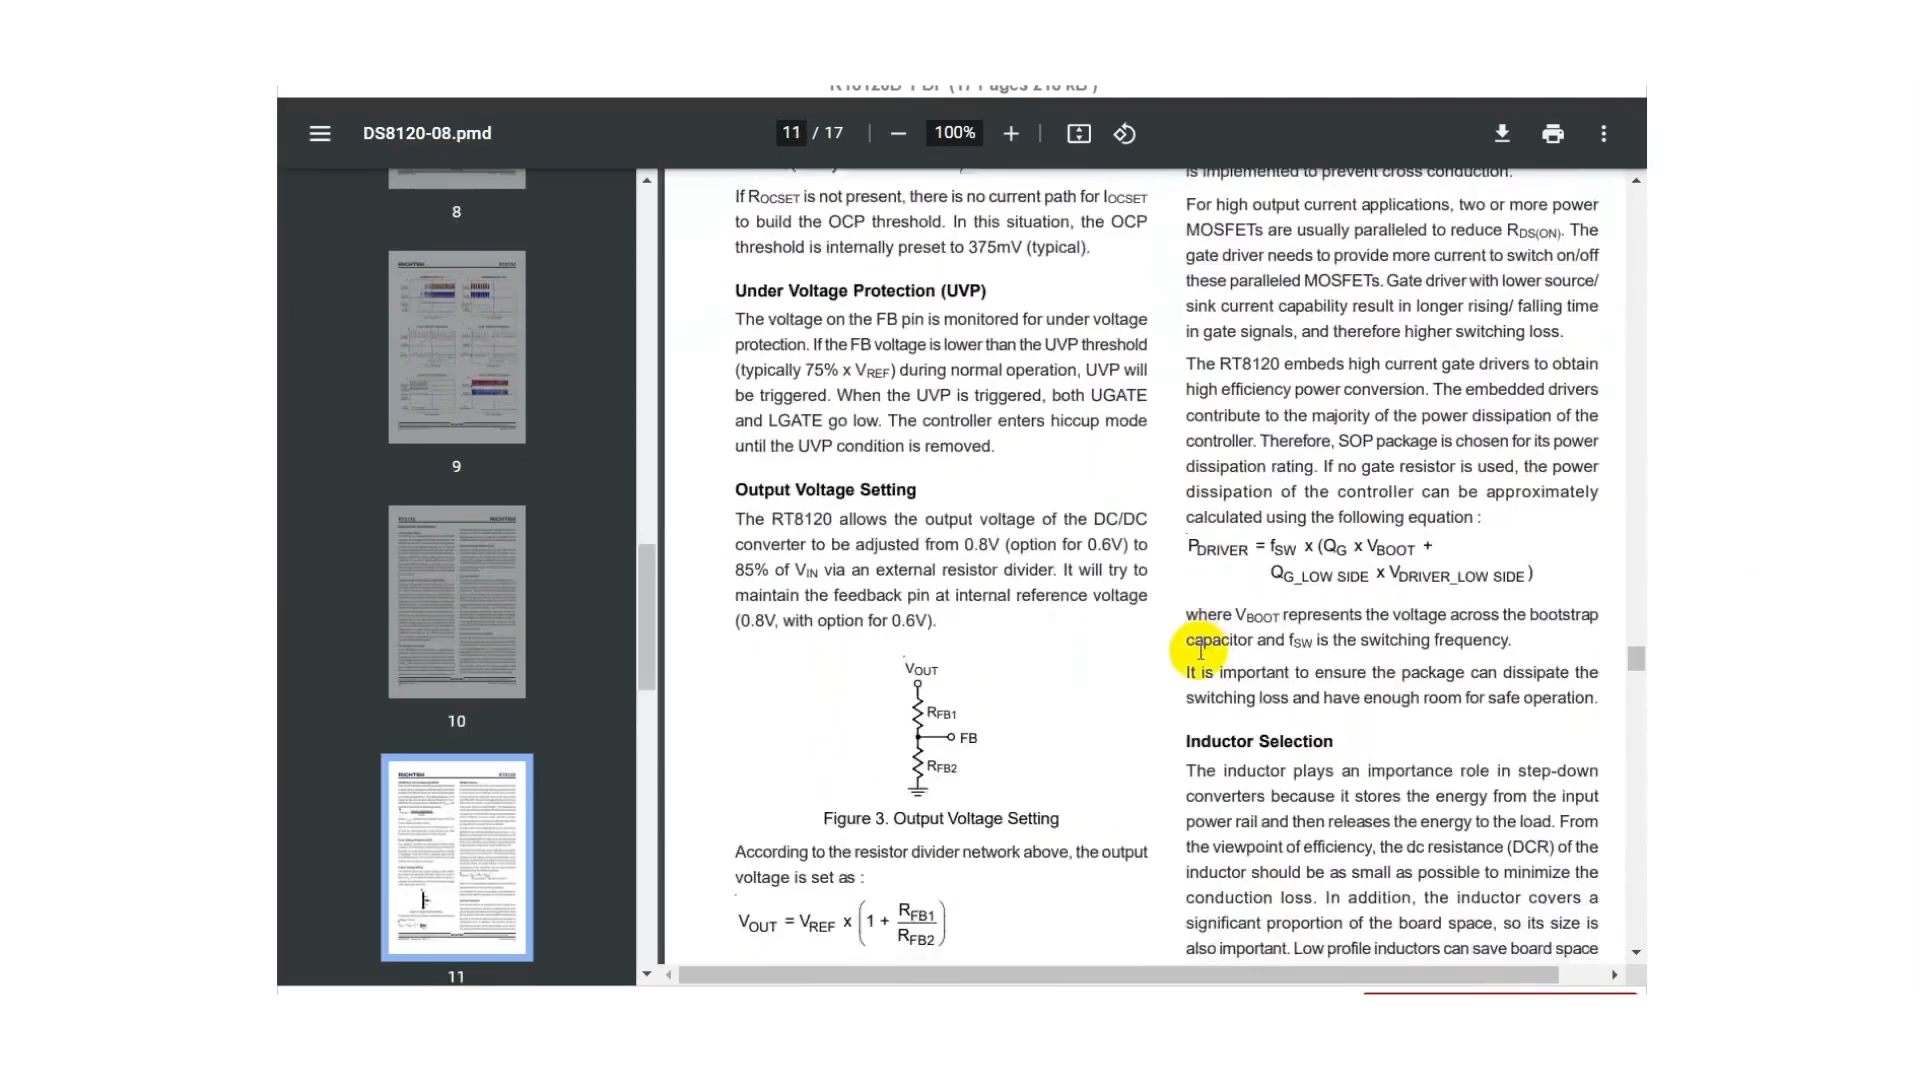 RT8120D PDF (17 Pages 218 kB )
DS8120-08.pmd
11 / 17
100%
8
9
10
11
If ROCSET is not present, there is no current path for IOCSET
to build the OCP threshold. In this situation, the OCP
threshold is internally preset to 375mV (typical).
Under Voltage Protection (UVP)
The voltage on the FB pin is monitored for under voltage
protection. If the FB voltage is lower than the UVP threshold
(typically 75% x VREF) during normal operation, UVP will
be triggered. When the UVP is triggered, both UGATE
and LGATE go low. The controller enters hiccup mode
until the UVP condition is removed.
Output Voltage Setting
The RT8120 allows the output voltage of the DC/DC
converter to be adjusted from 0.8V (option for 0.6V) to
85% of VIN via an external resistor divider. It will try to
maintain the feedback pin at internal reference voltage
(0.8V, with option for 0.6V).
VOUT
RFB1
FB
RFB2
Figure 3. Output Voltage Setting
According to the resistor divider network above, the output
voltage is set as :
VOUT = VREF x (1 + RFB1 / RFB2)
is implemented to prevent cross conduction.
For high output current applications, two or more power
MOSFETs are usually paralleled to reduce RDS(ON). The
gate driver needs to provide more current to switch on/off
these paralleled MOSFETs. Gate driver with lower source/
sink current capability result in longer rising/ falling time
in gate signals, and therefore higher switching loss.
The RT8120 embeds high current gate drivers to obtain
high efficiency power conversion. The embedded drivers
contribute to the majority of the power dissipation of the
controller. Therefore, SOP package is chosen for its power
dissipation rating. If no gate resistor is used, the power
dissipation of the controller can be approximately
calculated using the following equation :
PDRIVER = fSW x (QG x VBOOT +
QG_LOW SIDE x VDRIVER_LOW SIDE )
where VBOOT represents the voltage across the bootstrap
capacitor and fSW is the switching frequency.
It is important to ensure the package can dissipate the
switching loss and have enough room for safe operation.
Inductor Selection
The inductor plays an importance role in step-down
converters because it stores the energy from the input
power rail and then releases the energy to the load. From
the viewpoint of efficiency, the dc resistance (DCR) of the
inductor should be as small as possible to minimize the
conduction loss. In addition, the inductor covers a
significant proportion of the board space, so its size is
also important. Low profile inductors can save board space